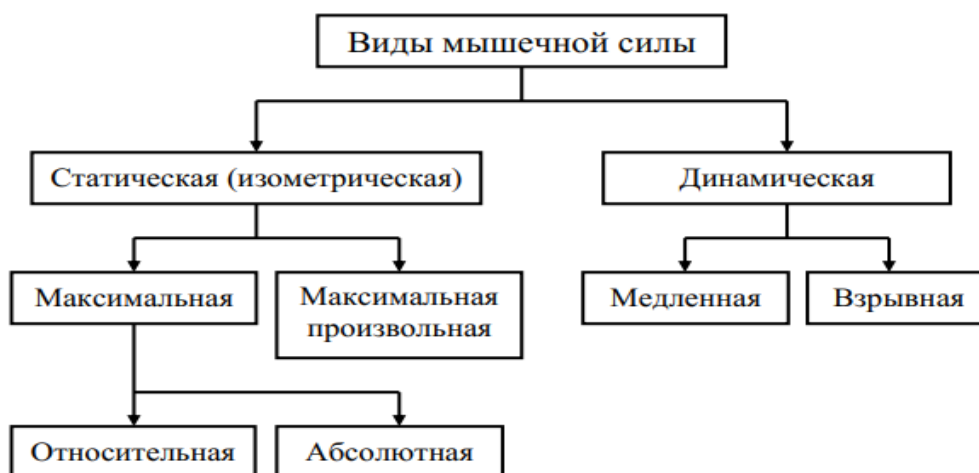 Виды мышечной силы
Статическая (изометрическая)
Динамическая
Максимальная
Максимальная
произвольная
Медленная
Взрывная
Относительная
Абсолютная